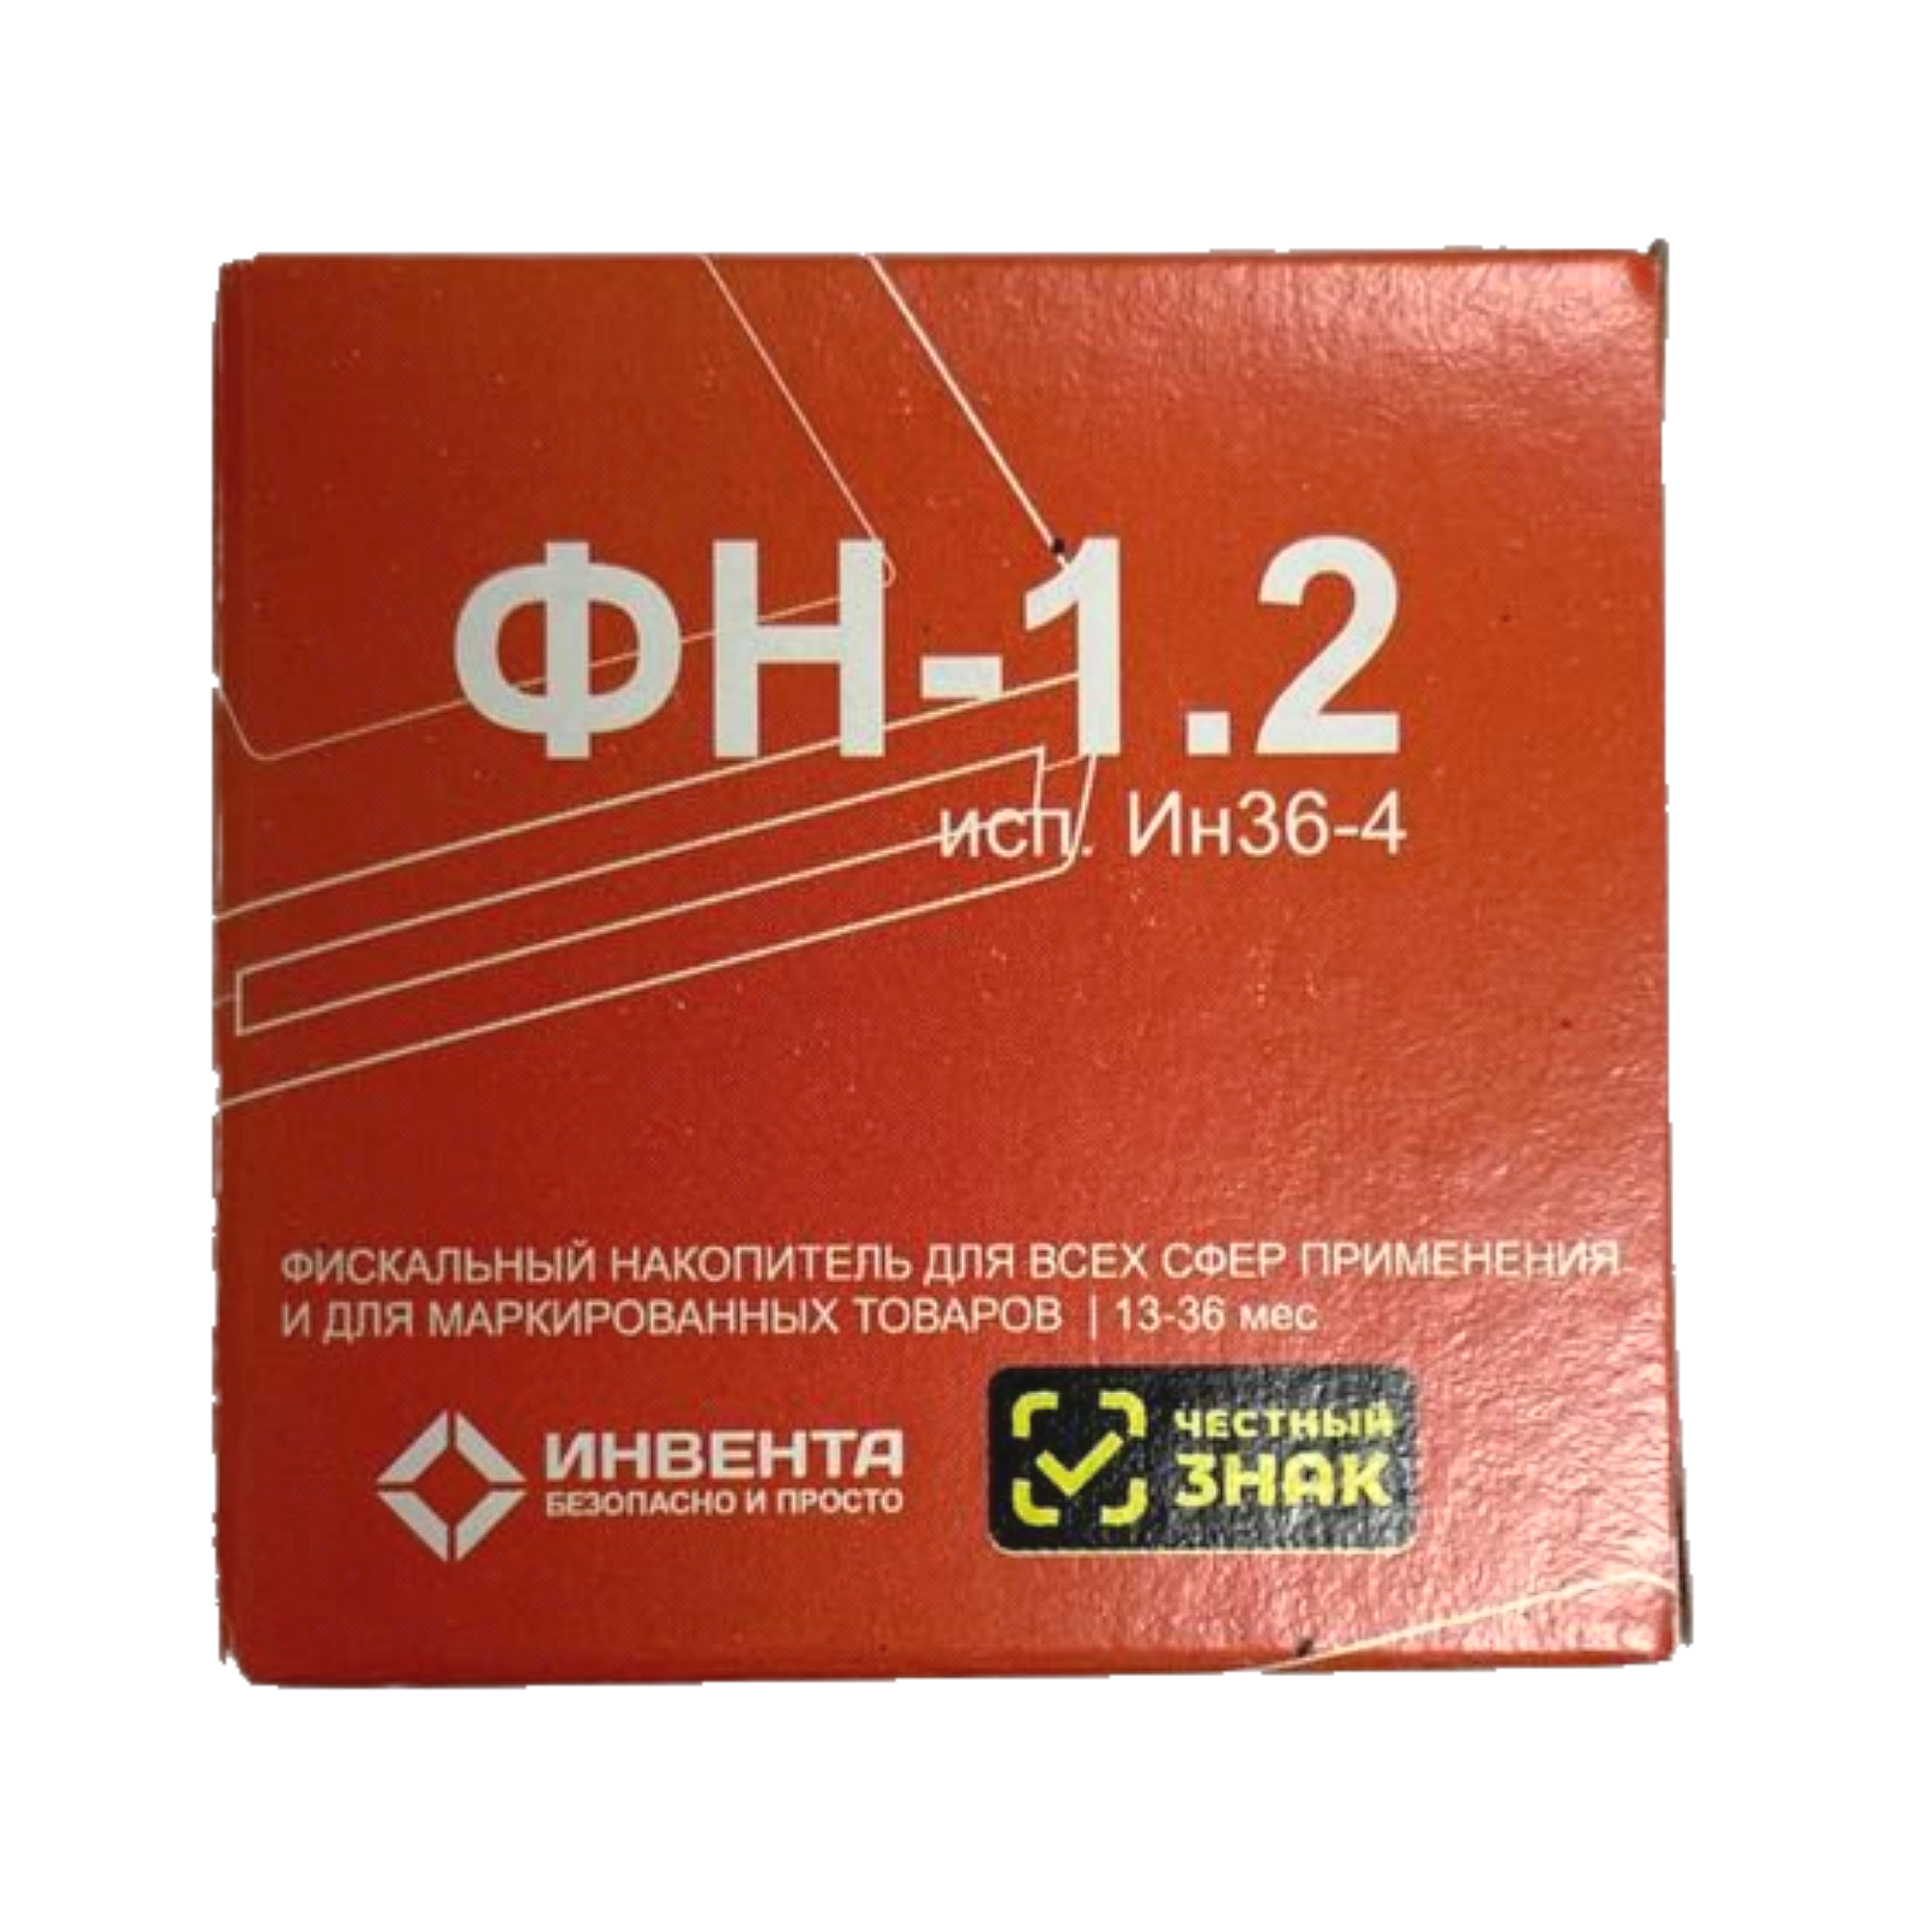 ФН-1.2
исп. Ин36-4
ФИСКАЛЬНЫЙ НАКОПИТЕЛЬ ДЛЯ ВСЕХ СФЕР ПРИМЕНЕНИЯ
И ДЛЯ МАРКИРОВАННЫХ ТОВАРОВ | 13-36 мес
ИНВЕНТА
БЕЗОПАСНО И ПРОСТО
ЧЕСТНЫЙ
ЗНАК